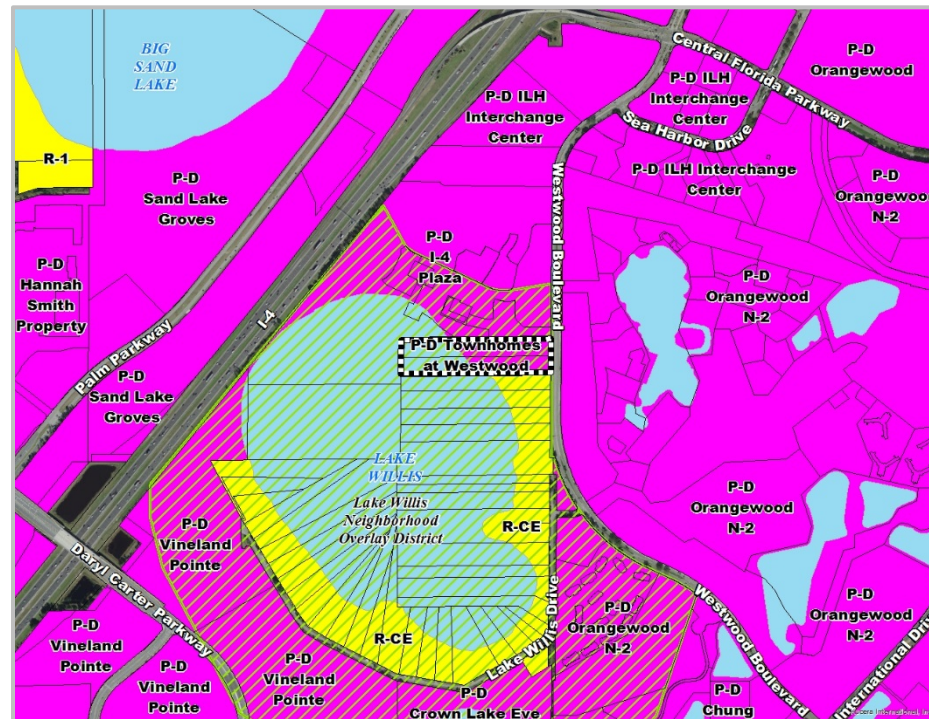 BIG
SAND
LAKE
Central Florida Parkway
P-D
Orangewood
P-D ILH
Interchange
Center
P-D ILH
Interchange
Center
Sea Harbor Drive
R-1
P-D
Sand Lake
Groves
P-D ILH Interchange
Center
P-D
Orangewood
N-2
Westwood Boulevard
P-D
Hannah
Smith
Property
P-D
I-4
Plaza
P-D
Orangewood
N-2
I-4
Palm Parkway
P-D Townhomes
at Westwood
P-D
Sand Lake
Groves
LAKE
WILLIS
Lake Willis
Neighborhood
Overlay District
R-CE
P-D
Orangewood
N-2
P-D
Vineland
Pointe
Daryl Carter Parkway
P-D
Orangewood
N-2
Westwood Boulevard
P-D
Orangewood
N-2
International Drive
P-D
Vineland
Pointe
P-D
Vineland
Pointe
P-D
Vineland
Pointe
R-CE
Lake Willis Drive
P-D
Crown Lake Eve
P-D
Chung